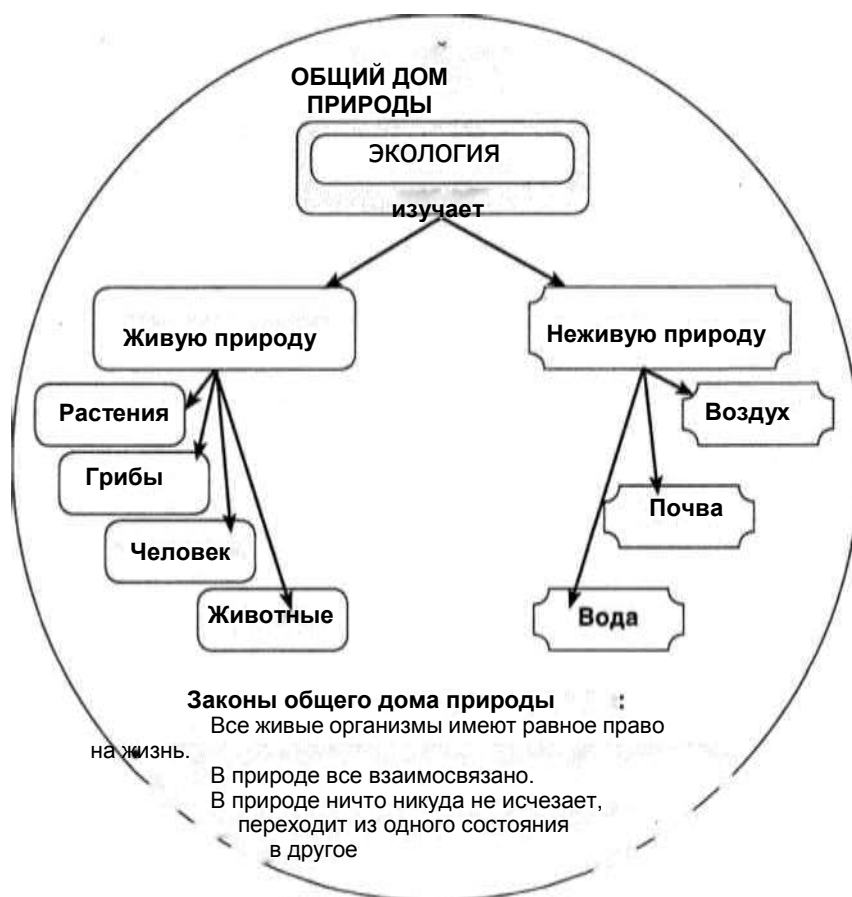 ОБЩИЙ ДОМ
ПРИРОДЫ
ЭКОЛОГИЯ
изучает
Живую природу
Неживую природу
Растения
Воздух
Грибы
Почва
Человек
Животные
Вода
Законы общего дома природы :
Все живые организмы имеют равное право
на жизнь.
В природе все взаимосвязано.
В природе ничто никуда не исчезает,
переходит из одного состояния
в другое